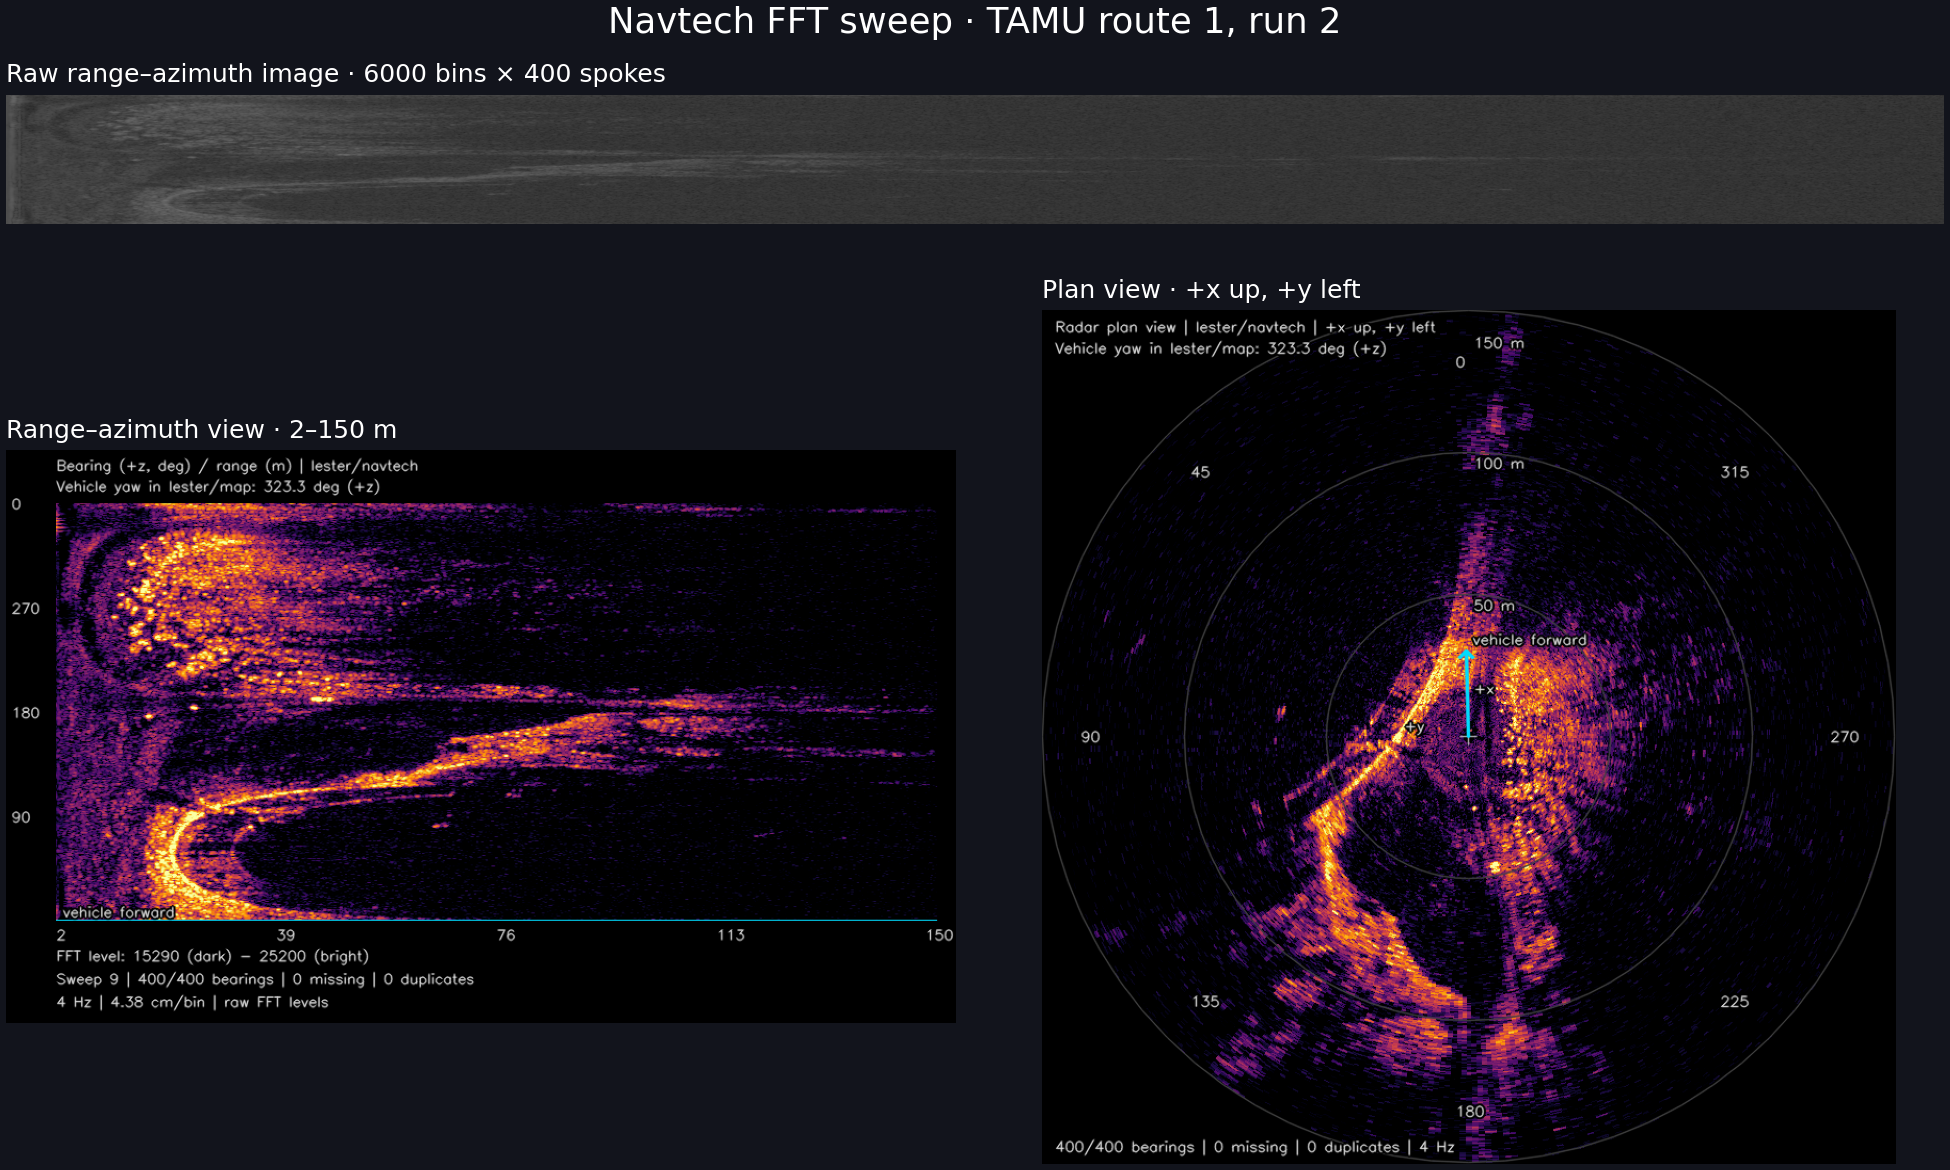 Navtech FFT sweep · TAMU route 1, run 2
Raw range–azimuth image · 6000 bins × 400 spokes
Range–azimuth view · 2–150 m
Bearing (+z, deg) / range (m) | lester/navtech
Vehicle yaw in lester/map: 323.3 deg (+z)
0
270
180
90
vehicle forward
2 39 76 113 150
FFT level: 15290 (dark) – 25200 (bright)
Sweep 9 | 400/400 bearings | 0 missing | 0 duplicates
4 Hz | 4.38 cm/bin | raw FFT levels
Plan view · +x up, +y left
Radar plan view | lester/navtech | +x up, +y left
Vehicle yaw in lester/map: 323.3 deg (+z)
150 m
0
100 m
45
315
50 m
vehicle forward
+x
+y
90
270
135
225
180
400/400 bearings | 0 missing | 0 duplicates | 4 Hz